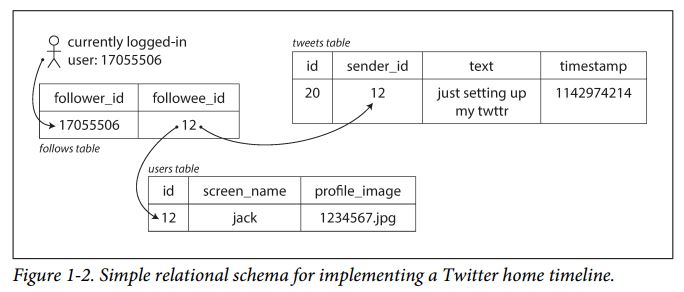 currently logged-in
user: 17055506
tweets table
id sender_id text timestamp
20 12 just setting up 1142974214
my twttr
follower_id followee_id
17055506 12
follows table
users table
id screen_name profile_image
12 jack 1234567.jpg
Figure 1-2. Simple relational schema for implementing a Twitter home timeline.